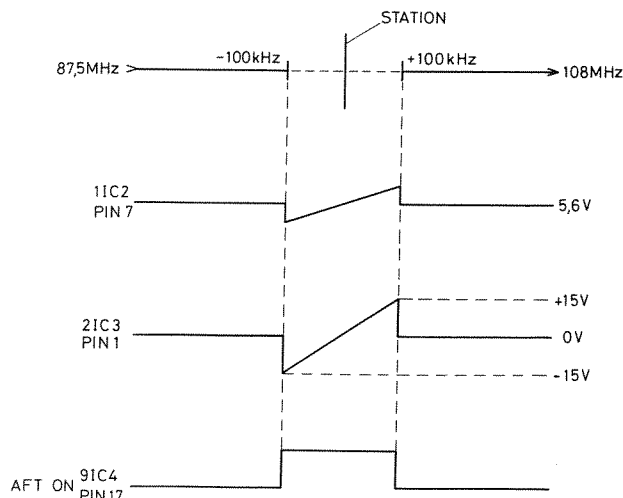 STATION
-100kHz
+100kHz
87,5MHz
108MHz
1IC2
PIN 7
5,6V
+15V
2IC3
PIN 1
0V
-15V
AFT ON 9IC4
PIN 17